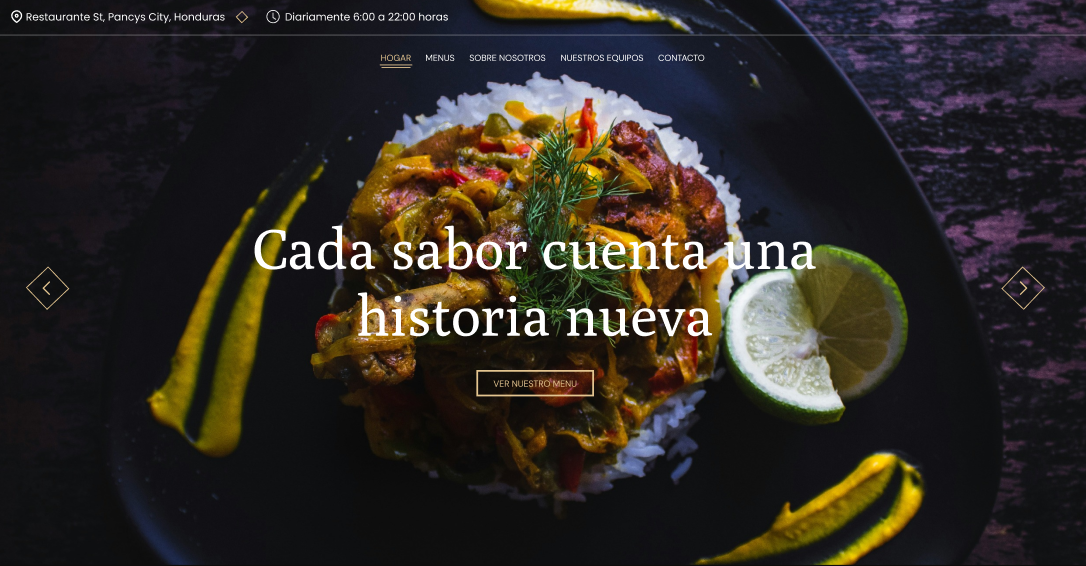 Restaurante St, Pancys City, Honduras
Diariamente 6:00 a 22:00 horas
HOGAR MENUS SOBRE NOSOTROS NUESTROS EQUIPOS CONTACTO
Cada sabor cuenta una
historia nueva
VER NUESTRO MENU